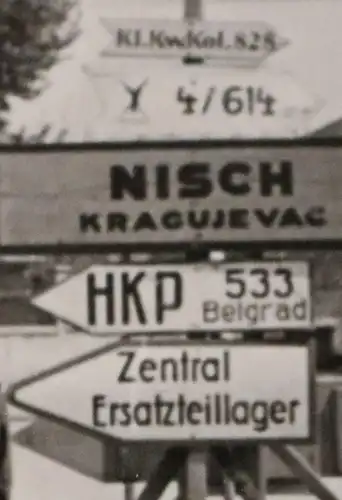 Kl.Kw.Kol. 828
4/614
NISCH
KRAGUJEVAC
HKP 533
Belgrad
Zentral
Ersatzteillager